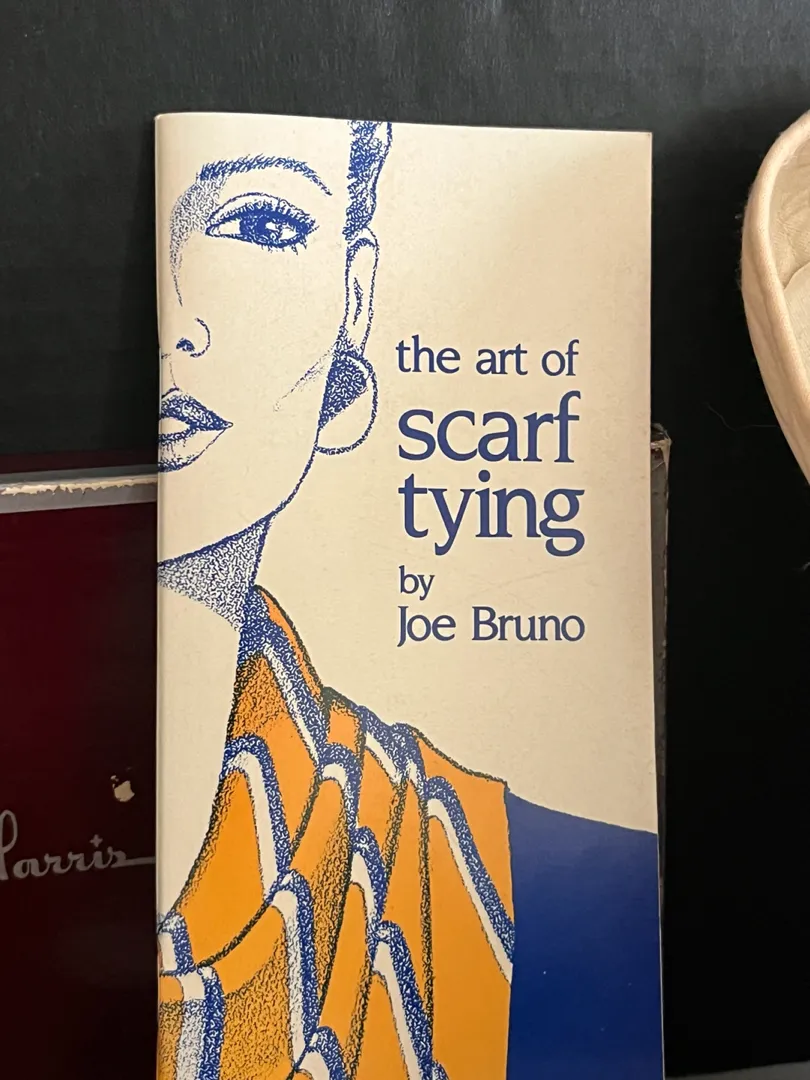 the art of
scarf
tying
by
Joe Bruno